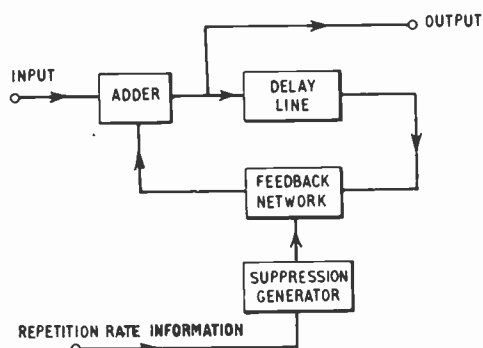 OUTPUT
INPUT
ADDER
DELAY
LINE
FEEDBACK
NETWORK
SUPPRESSION
GENERATOR
REPETITION RATE INFORMATION